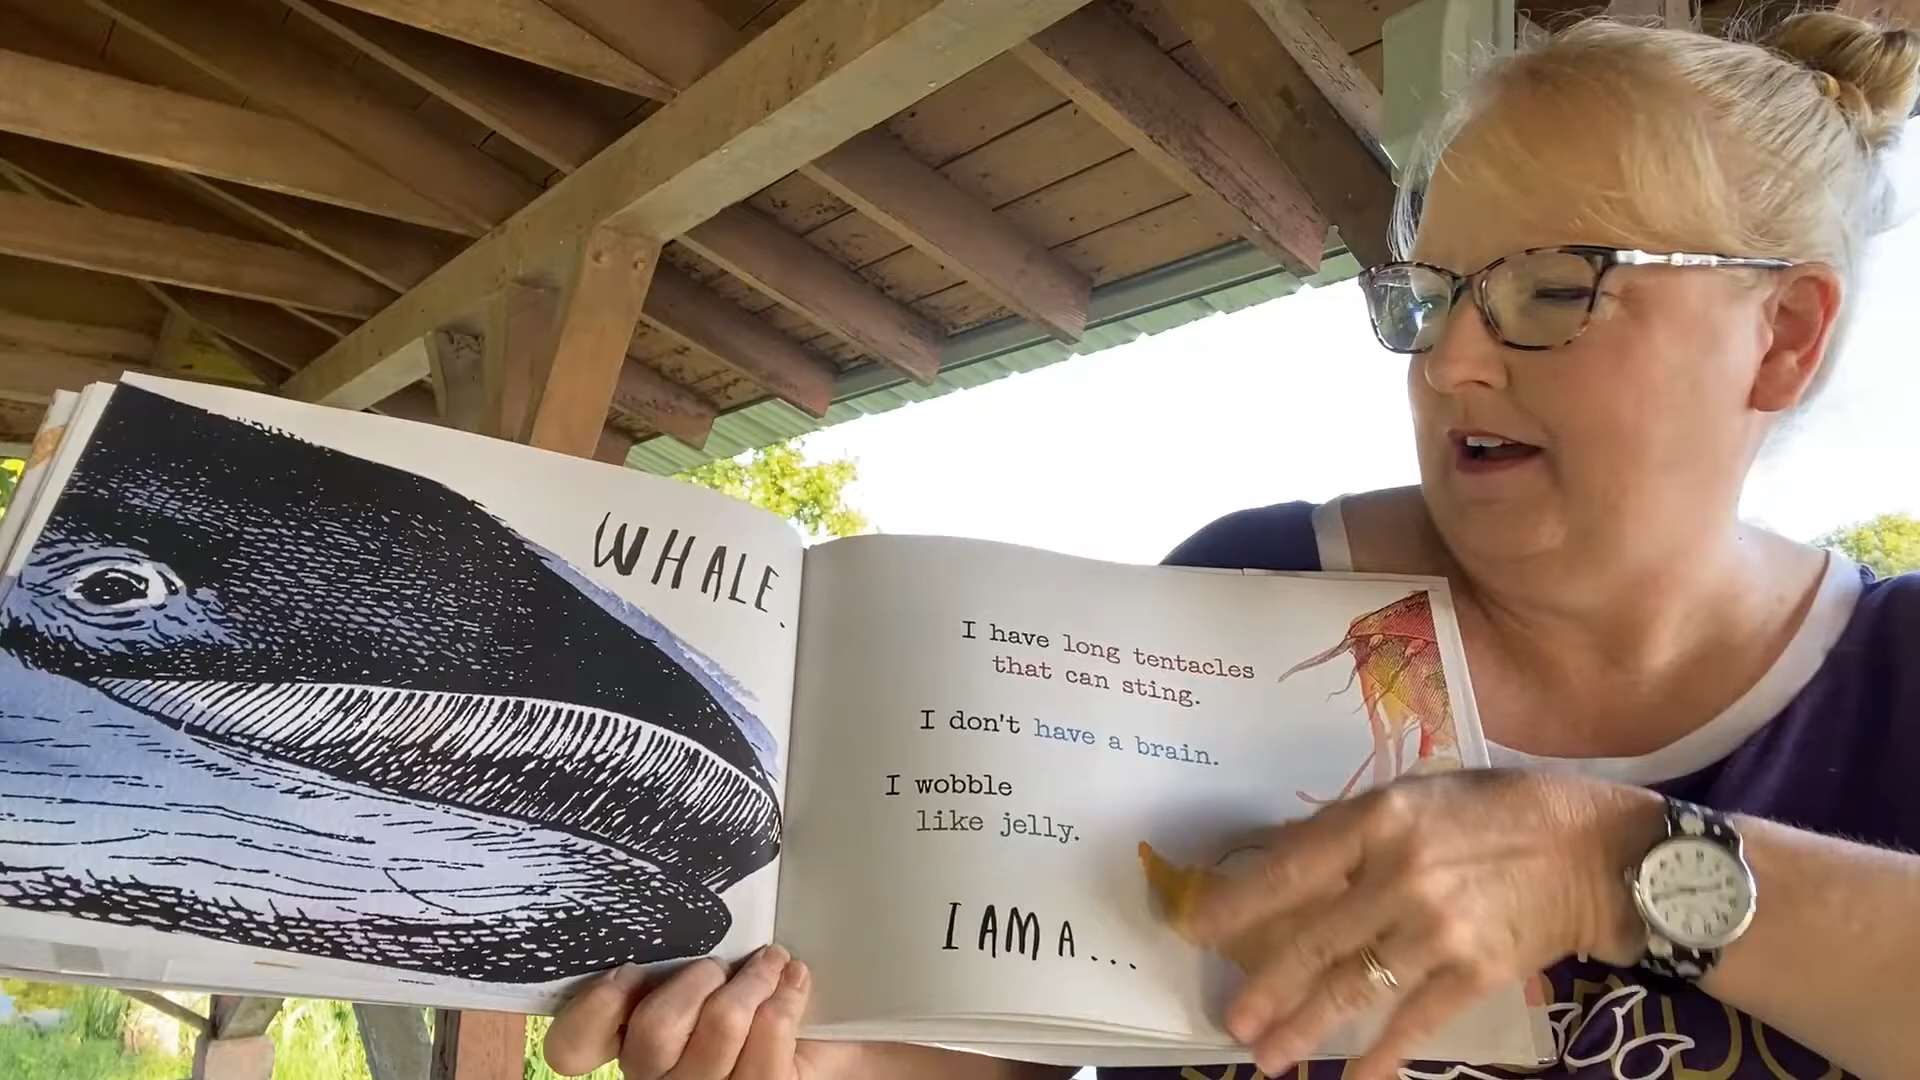 WHALE.
I have long tentacles
that can sting.
I don't have a brain.
I wobble
like jelly.
I AM A...